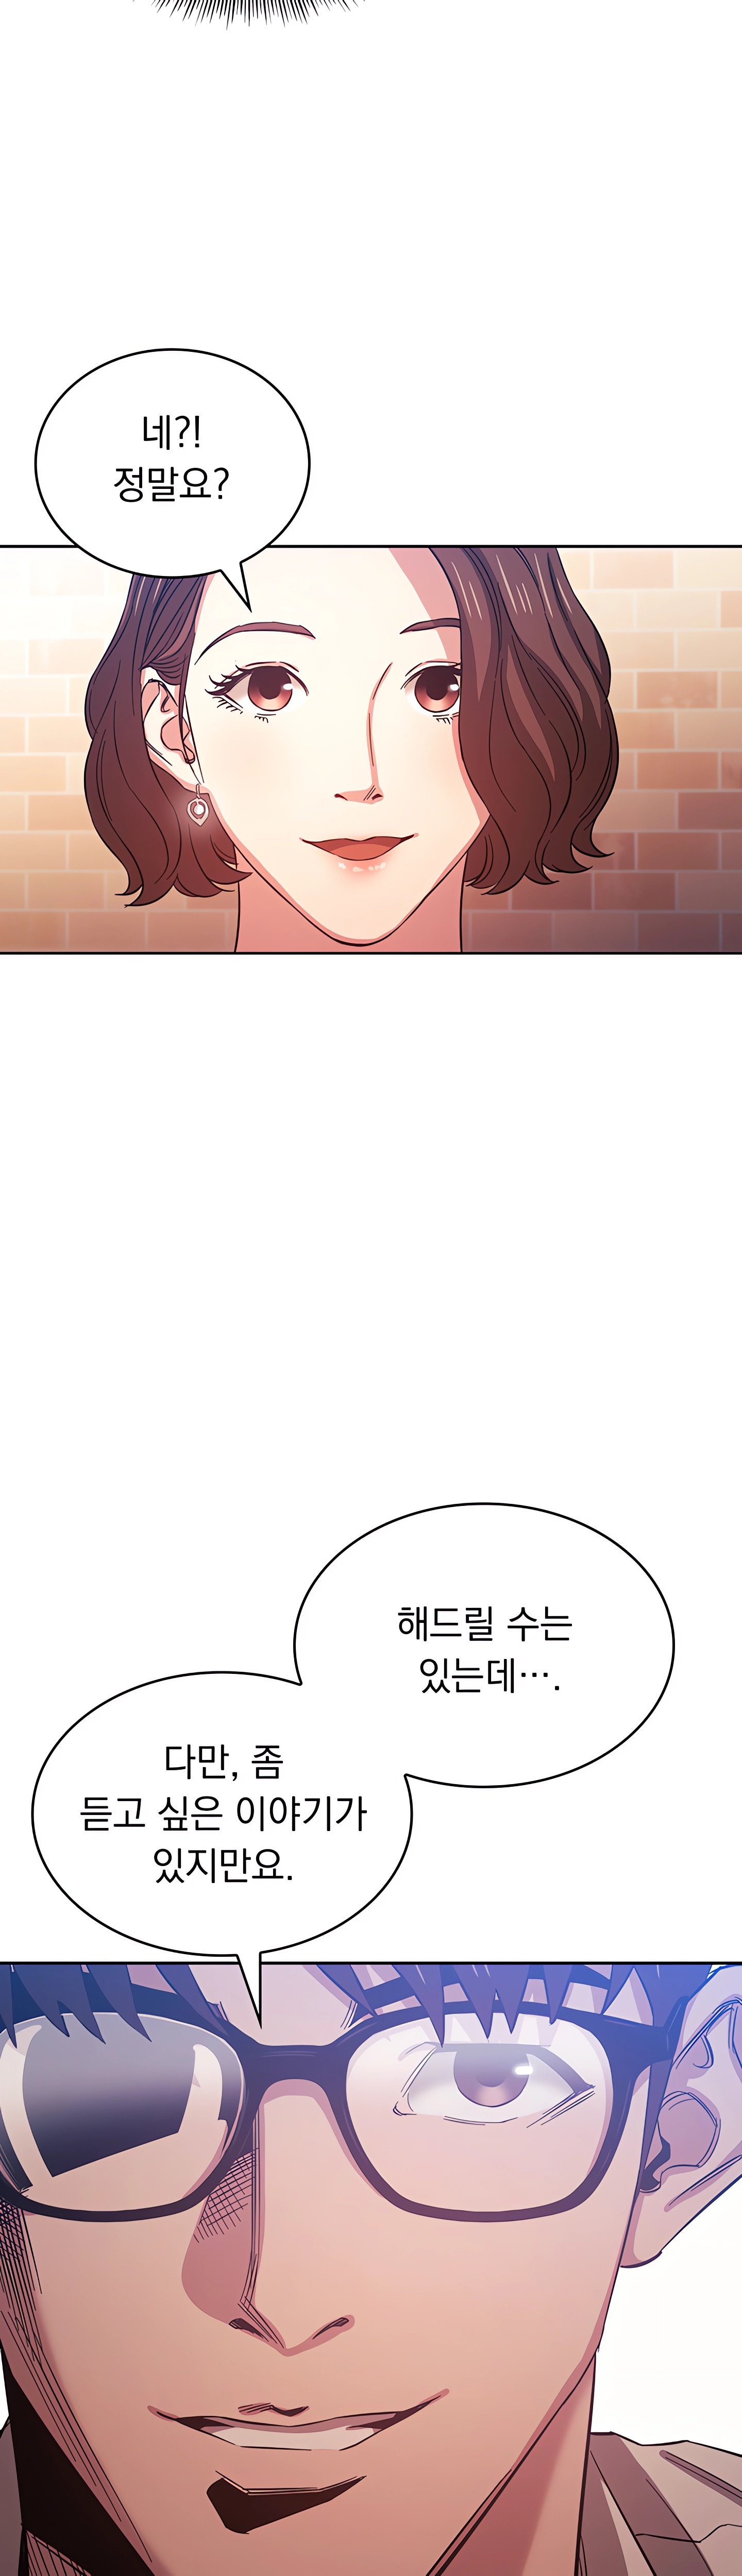 네?!
정말요?
해드릴 수는
있는데···.
다만, 좀
듣고 싶은 이야기가
있지만요.